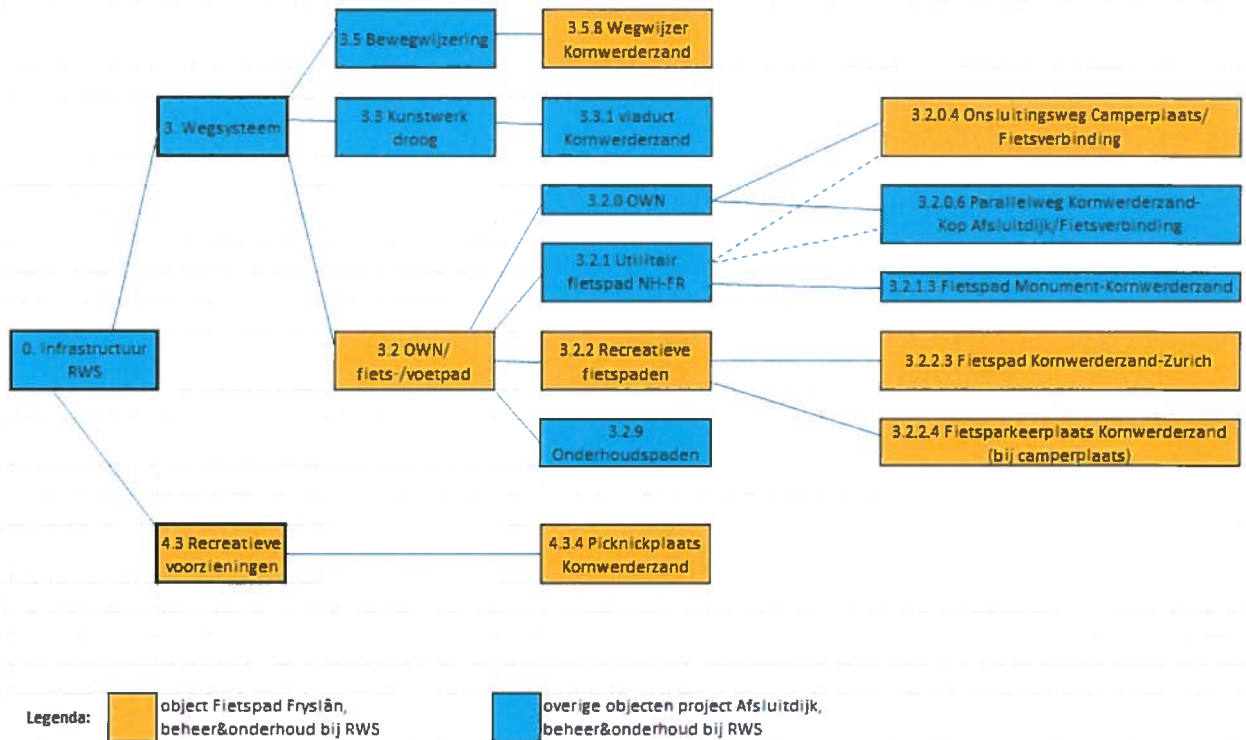 3.5 Bewegwijzering
3.5.8 Wegwijzer
Kornwerderzand
3. Wegsysteem
3.3 Kunstwerk
droog
3.3.1 viaduct
Kornwerderzand
3.2.0.4 Onsluitingsweg Camperplaats/
Fietsverbinding
3.2.0 OWN
3.2.0.6 Parallelweg Kornwerderzand-
Kop Afsluitdijk/Fietsverbinding
3.2.1 Utilitair
fietspad NH-FR
3.2.1.3 Fietspad Monument-Kornwerderzand
0. Infrastructuur
RWS
3.2 OWN/
fiets-/voetpad
3.2.2 Recreatieve
fietspaden
3.2.2.3 Fietspad Kornwerderzand-Zurich
3.2.9
Onderhoudspaden
3.2.2.4 Fietsparkeerplaats Kornwerderzand
(bij camperplaats)
4.3 Recreatieve
voorzieningen
4.3.4 Picknickplaats
Kornwerderzand
Legenda:
object Fietspad Fryslân,
beheer&onderhoud bij RWS
overige objecten project Afsluitdijk,
beheer&onderhoud bij RWS